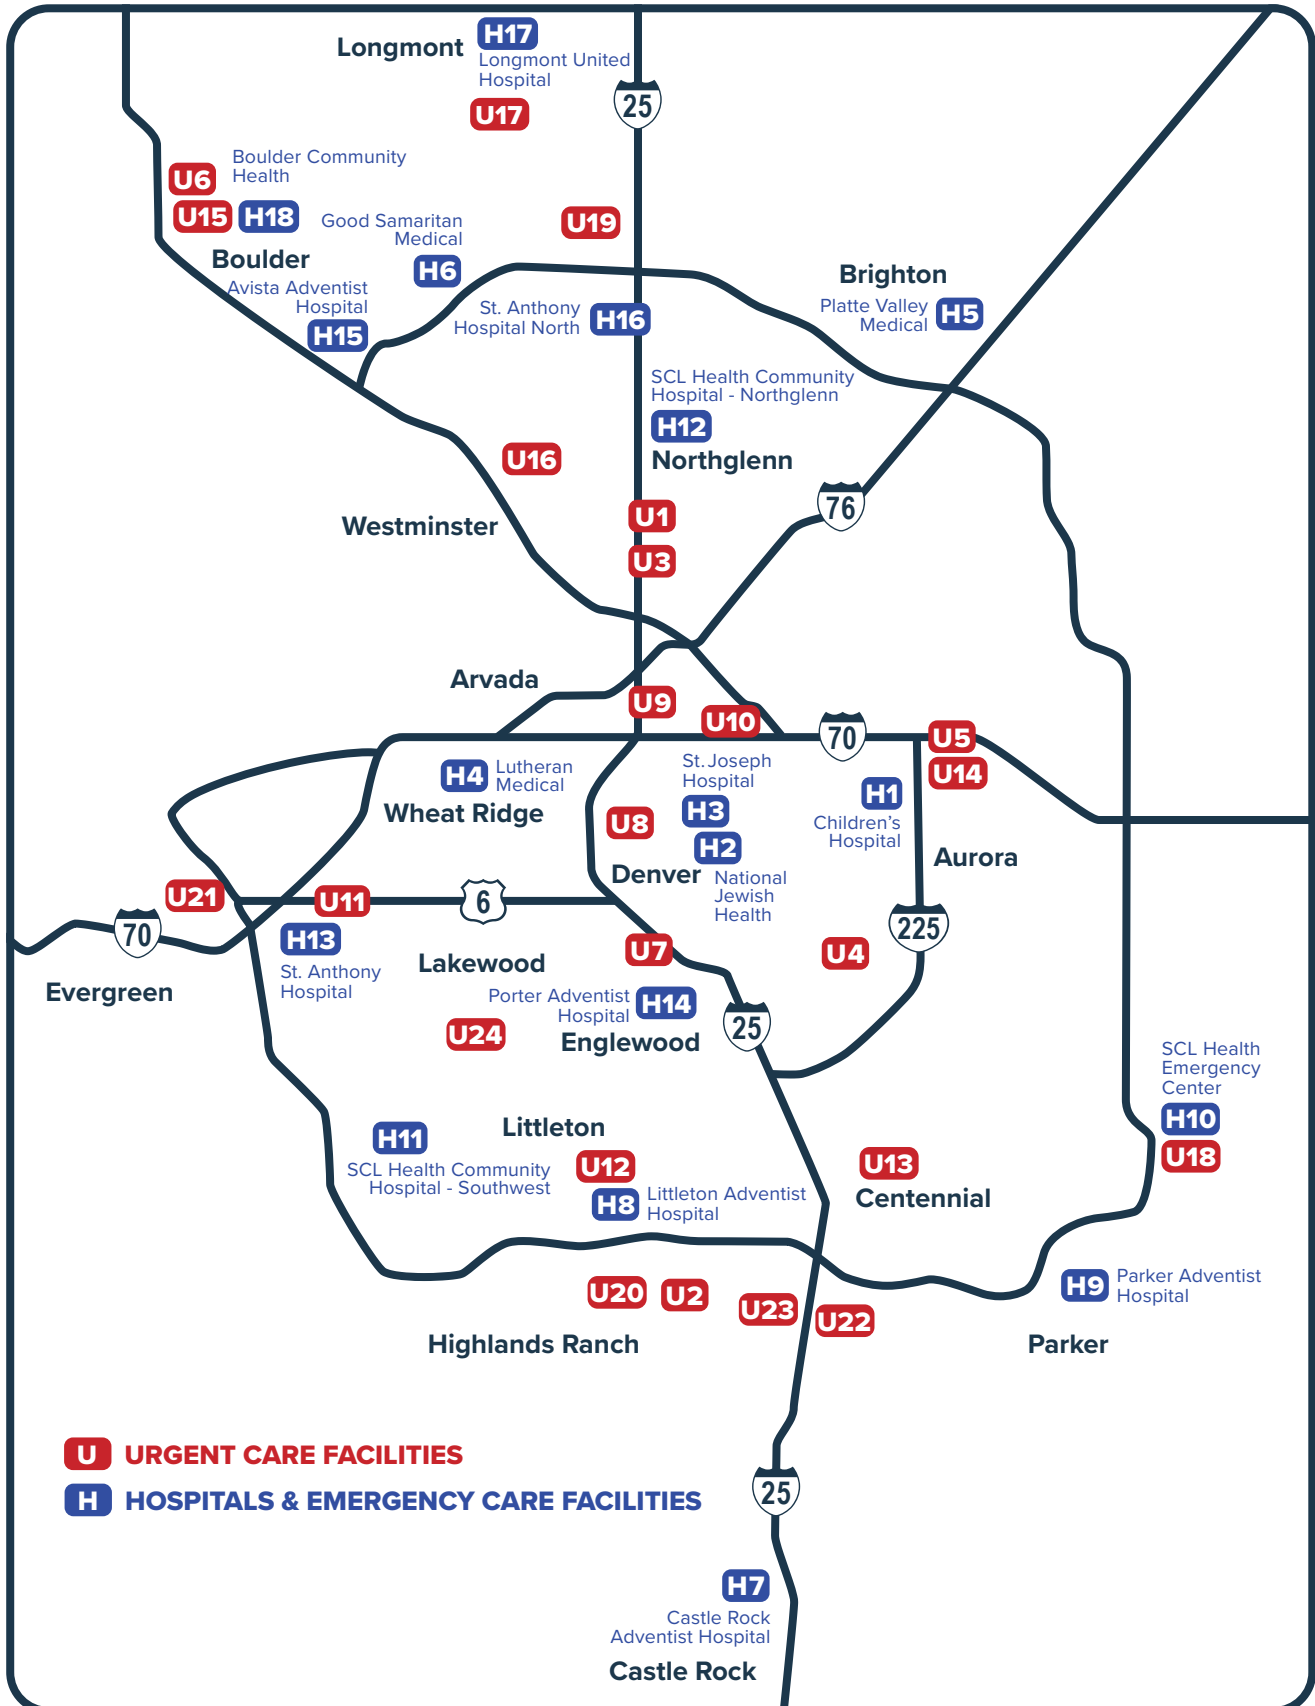 H17
Longmont
Longmont United
Hospital
25
U17
Boulder Community
Health
U6
U15
H18
Good Samaritan
Medical
U19
Boulder
H6
Brighton
Avista Adventist
Hospital
H15
St. Anthony
Hospital North
H16
Platte Valley
Medical
H5
SCL Health Community
Hospital - Northglenn
H12
Northglenn
U16
76
U1
Westminster
U3
Arvada
U9
U10
70
U5
U14
St. Joseph
Hospital
H4
Lutheran
Medical
H1
Wheat Ridge
H3
U8
Children's
Hospital
H2
Denver
Aurora
National
Jewish
Health
U21
U11
6
70
225
H13
U7
U4
Lakewood
St. Anthony
Hospital
Evergreen
Porter Adventist
Hospital
H14
25
U24
Englewood
SCL Health
Emergency
Center
H10
U18
Littleton
H11
SCL Health Community
Hospital - Southwest
U12
U13
H8
Littleton Adventist
Hospital
Centennial
H9
Parker Adventist
Hospital
U20
U2
U23
U22
Highlands Ranch
Parker
U URGENT CARE FACILITIES
H HOSPITALS & EMERGENCY CARE FACILITIES
25
H7
Castle Rock
Adventist Hospital
Castle Rock